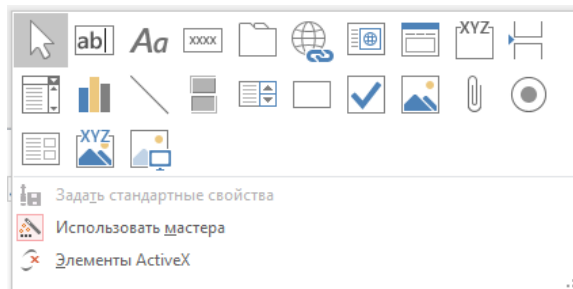 ab Aa XXXX XYZ
XYZ
Задать стандартные свойства
Использовать мастера
Элементы ActiveX